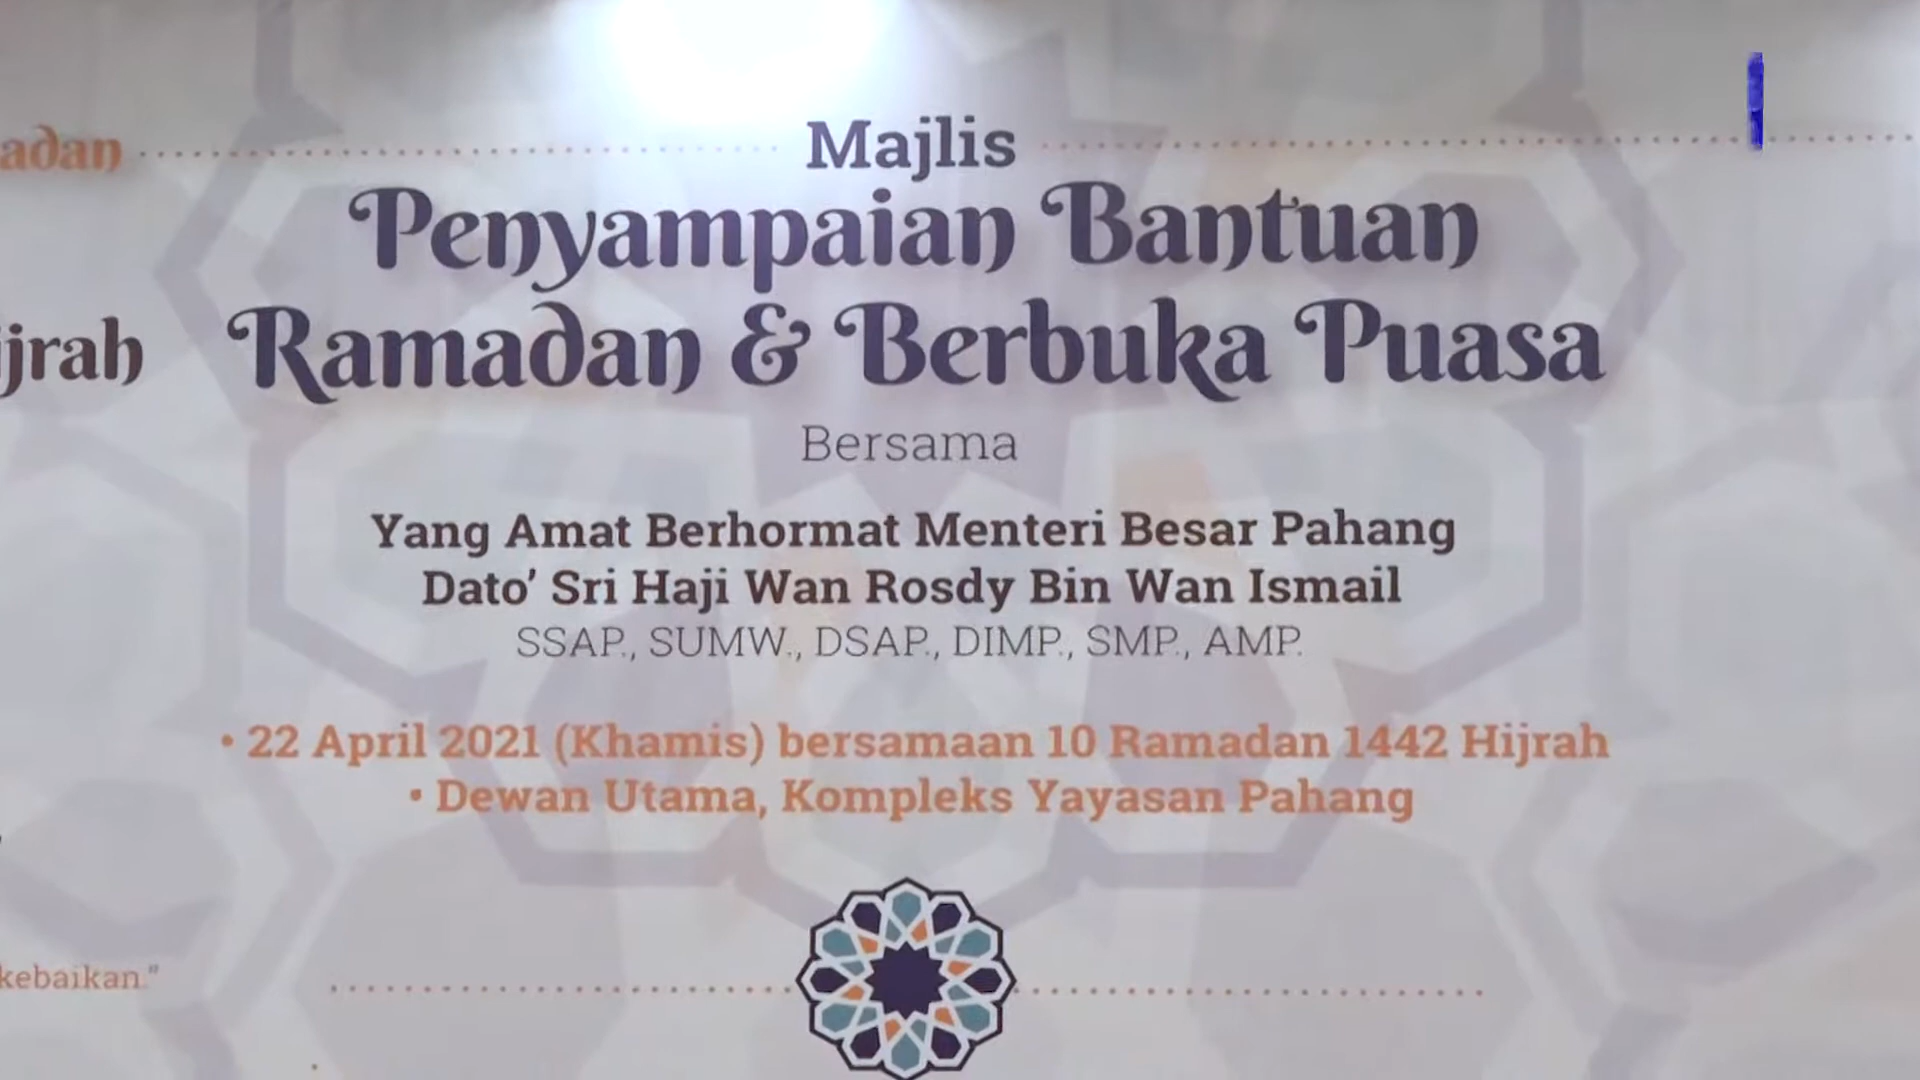 adan
Majlis
Penyampaian Bantuan
Ramadan & Berbuka Puasa
ijrah
Bersama
Yang Amat Berhormat Menteri Besar Pahang
Dato' Sri Haji Wan Rosdy Bin Wan Ismail
SSAP., SUMW., DSAP., DIMP., SMP., AMP.
• 22 April 2021 (Khamis) bersamaan 10 Ramadan 1442 Hijrah
• Dewan Utama, Kompleks Yayasan Pahang
kebaikan."